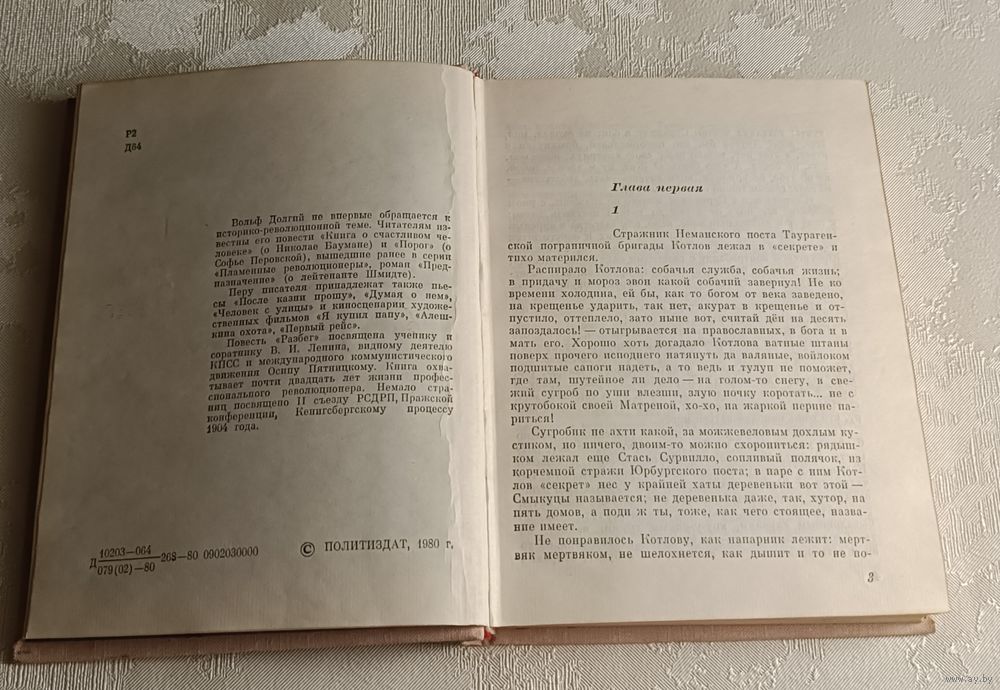 Р2
Д64
Вольф Долгий не впервые обращается к
историко-революционной теме. Читателям из-
вестны его повести «Книга о счастливом че-
ловеке» (о Николае Баумане) и «Порог» (о
Софье Перовской), вышедшие ранее в серии
«Пламенные революционеры», роман «Пред-
назначение» (о лейтенанте Шмидте).
Перу писателя принадлежат также пье-
сы «После казни прошу», «Думая о нем»,
«Человек с улицы» и киносценарии художе-
ственных фильмов «Я купил папу», «Алеш-
кина охота», «Первый рейс».
Повесть «Разбег» посвящена ученику и
соратнику В. И. Ленина, видному деятелю
КПСС и международного коммунистического
движения Осипу Пятницкому. Книга охва-
тывает почти двадцать лет жизни профес-
сионального революционера. Немало стра-
ниц посвящено II съезду РСДРП, Пражской
конференции, Кенигсбергскому процессу
1904 года.
Д 10203—064
079(02)—80 268—80 0902030000
© ПОЛИТИЗДАТ, 1980 г.
Глава первая
1
Стражник Неманского поста Таураген-
ской пограничной бригады Котлов лежал в «секрете» и
тихо матерился.
Распирало Котлова: собачья служба, собачья жизнь;
в придачу и мороз эвон какой собачий завернул! Не ко
времени холодина, ей бы, как то богом от века заведено,
на крещенье ударить, так нет, акурат в крещенье и от-
пустило, оттеплело, зато ныне вот, считай дён на десять
запоздалось! — отыгрывается на православных, в бога и в
мать его. Хорошо хоть догадало Котлова ватные штаны
поверх прочего исподнего натянуть да валяные, войлоком
подшитые сапоги надеть, а то ведь и тулуп не поможет,
где там, шутейное ли дело — на голом-то снегу, в све-
жий сугроб по уши влезши, злую ночку коротать... не с
крутобокой своей Матреной, хо-хо, на жаркой перине па-
риться!
Сугробик не ахти какой, за можжевеловым дохлым ку-
стиком, но ничего, двоим-то можно схорониться: рядыш-
ком лежал еще Стась Сурвилло, сопливый полячок, из
корчемной стражи Юрбургского поста; в паре с ним Кот-
лов «секрет» нес у крайней хаты деревеньки вот этой —
Смыкуцы называется; не деревенька даже, так, хутор, на
пять домов, а поди ж ты, тоже, как чего стоящее, назва-
ние имеет.
Не понравилось Котлову, как напарник лежит: мерт-
вяк мертвяком, не шелохнется, как дышит и то не по-
3
www.ay.by